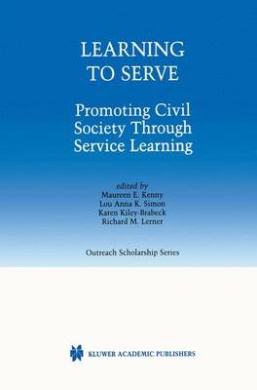 LEARNING
TO SERVE
Promoting Civil
Society Through
Service Learning
edited by
Maureen E. Kenny
Lou Anna K. Simon
Karen Kiley-Brabeck
Richard M. Lerner
Outreach Scholarship Series
KLUWER ACADEMIC PUBLISHERS